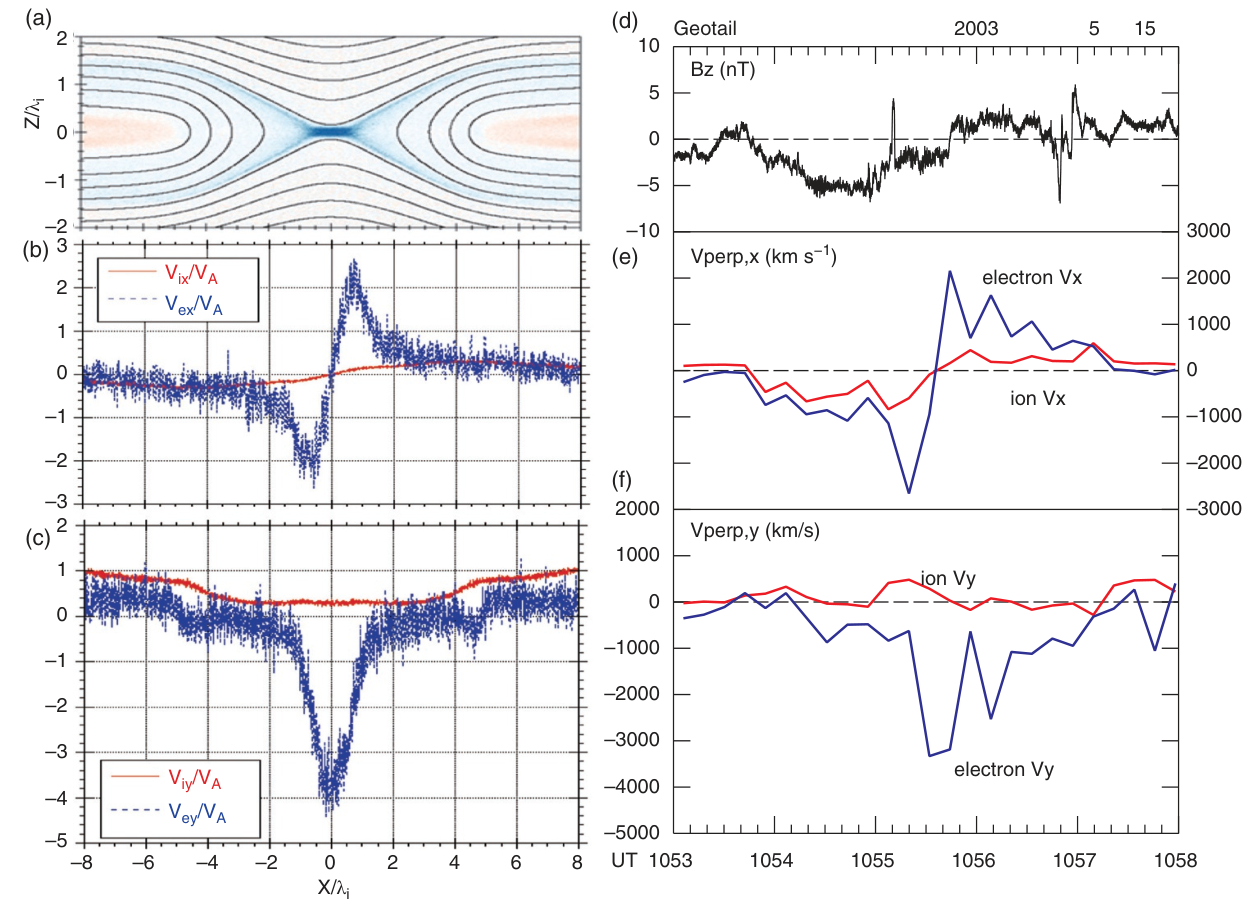 (a)
2
1
0
−1
−2
Z/λi
(b)
3
2
1
0
−1
−2
−3
Vix/VA
Vex/VA
(c)
2
1
0
−1
−2
−3
−4
−5
Viy/VA
Vey/VA
−8 −6 −4 −2 0 2 4 6 8
X/λi
(d)
Geotail 2003 5 15
Bz (nT)
10
5
0
−5
−10
(e)
Vperp,x (km s−1)
electron Vx
ion Vx
3000
2000
1000
0
−1000
−2000
−3000
(f)
Vperp,y (km/s)
ion Vy
electron Vy
2000
1000
0
−1000
−2000
−3000
−4000
−5000
UT 1053 1054 1055 1056 1057 1058